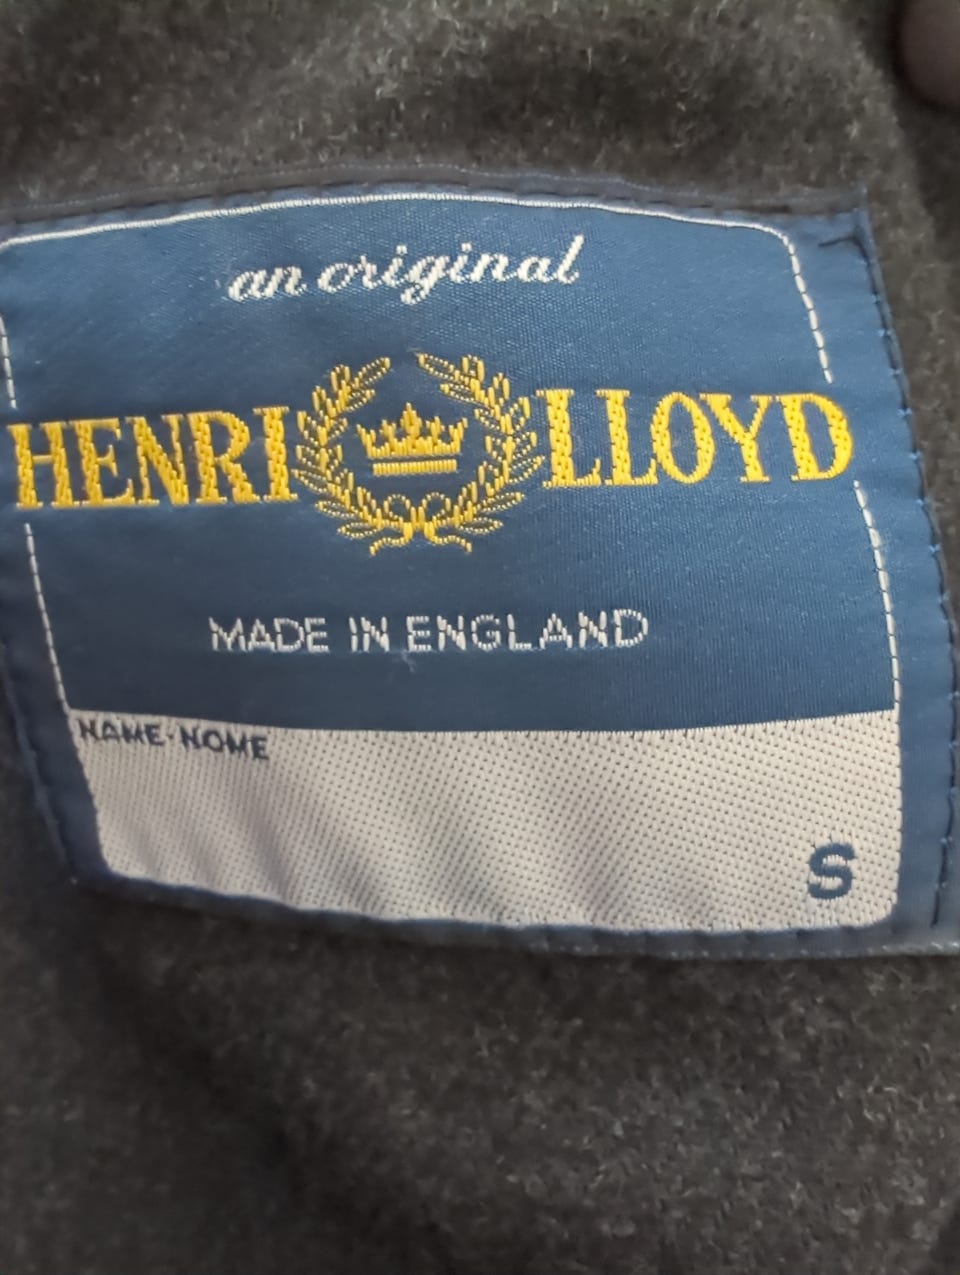 an original
HENRI LLOYD
MADE IN ENGLAND
NAME-NOME
S